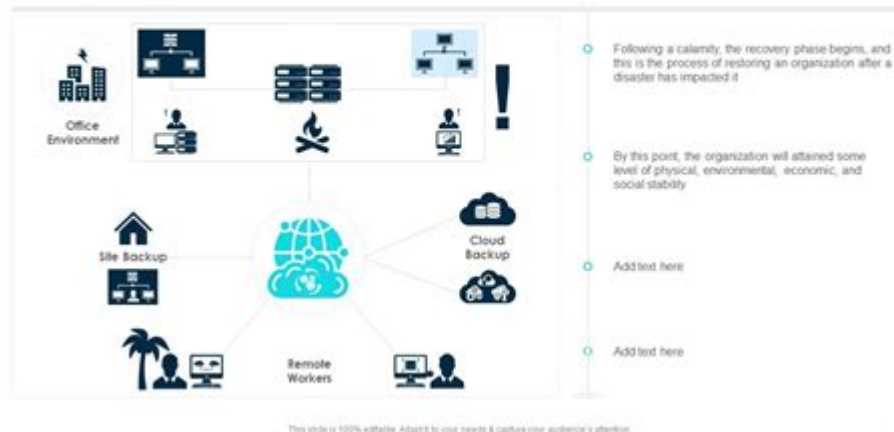 Office
Environment
Site Backup
Cloud
Backup
Remote
Workers
Following a calamity, the recovery phase begins, and
this is the process of restoring an organization after a
disaster has impacted it
By this point, the organization will attained some
level of physical, environmental, economic, and
social stability
Add text here
Add text here
This slide is 100% editable. Adapt it to your needs & capture your audience's attention.